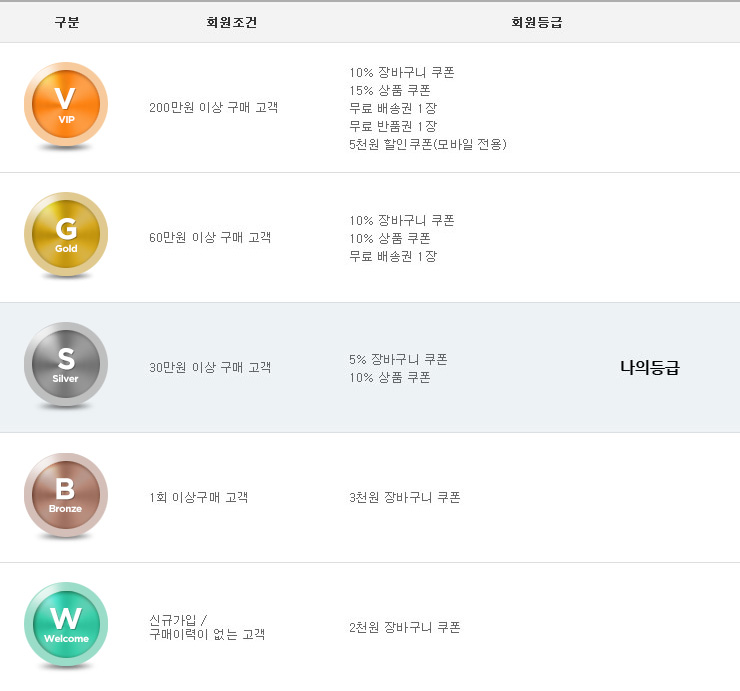 구분 회원조건 회원등급
V
VIP
200만원 이상 구매 고객
10% 장바구니 쿠폰
15% 상품 쿠폰
무료 배송권 1장
무료 반품권 1장
5천원 할인쿠폰(모바일 전용)
G
Gold
60만원 이상 구매 고객
10% 장바구니 쿠폰
10% 상품 쿠폰
무료 배송권 1장
S
Silver
30만원 이상 구매 고객
5% 장바구니 쿠폰
10% 상품 쿠폰
나의등급
B
Bronze
1회 이상구매 고객
3천원 장바구니 쿠폰
W
Welcome
신규가입 /
구매이력이 없는 고객
2천원 장바구니 쿠폰